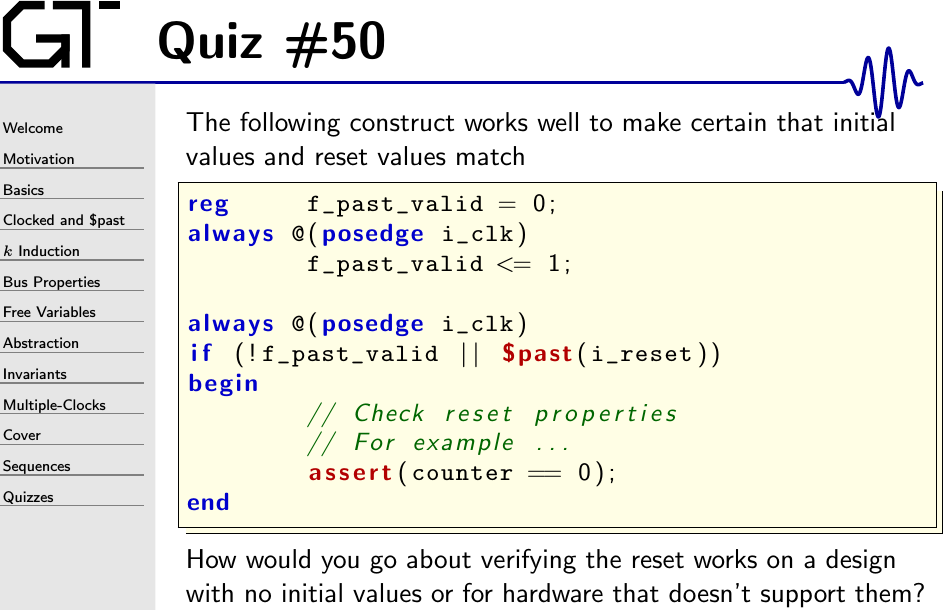 GT
Quiz #50
Welcome
Motivation
Basics
Clocked and $past
k Induction
Bus Properties
Free Variables
Abstraction
Invariants
Multiple-Clocks
Cover
Sequences
Quizzes
The following construct works well to make certain that initial
values and reset values match
reg f_past_valid = 0;
always @(posedge i_clk)
f_past_valid <= 1;
always @(posedge i_clk)
if (!f_past_valid || $past(i_reset))
begin
// Check reset properties
// For example ...
assert(counter == 0);
end
How would you go about verifying the reset works on a design
with no initial values or for hardware that doesn't support them?